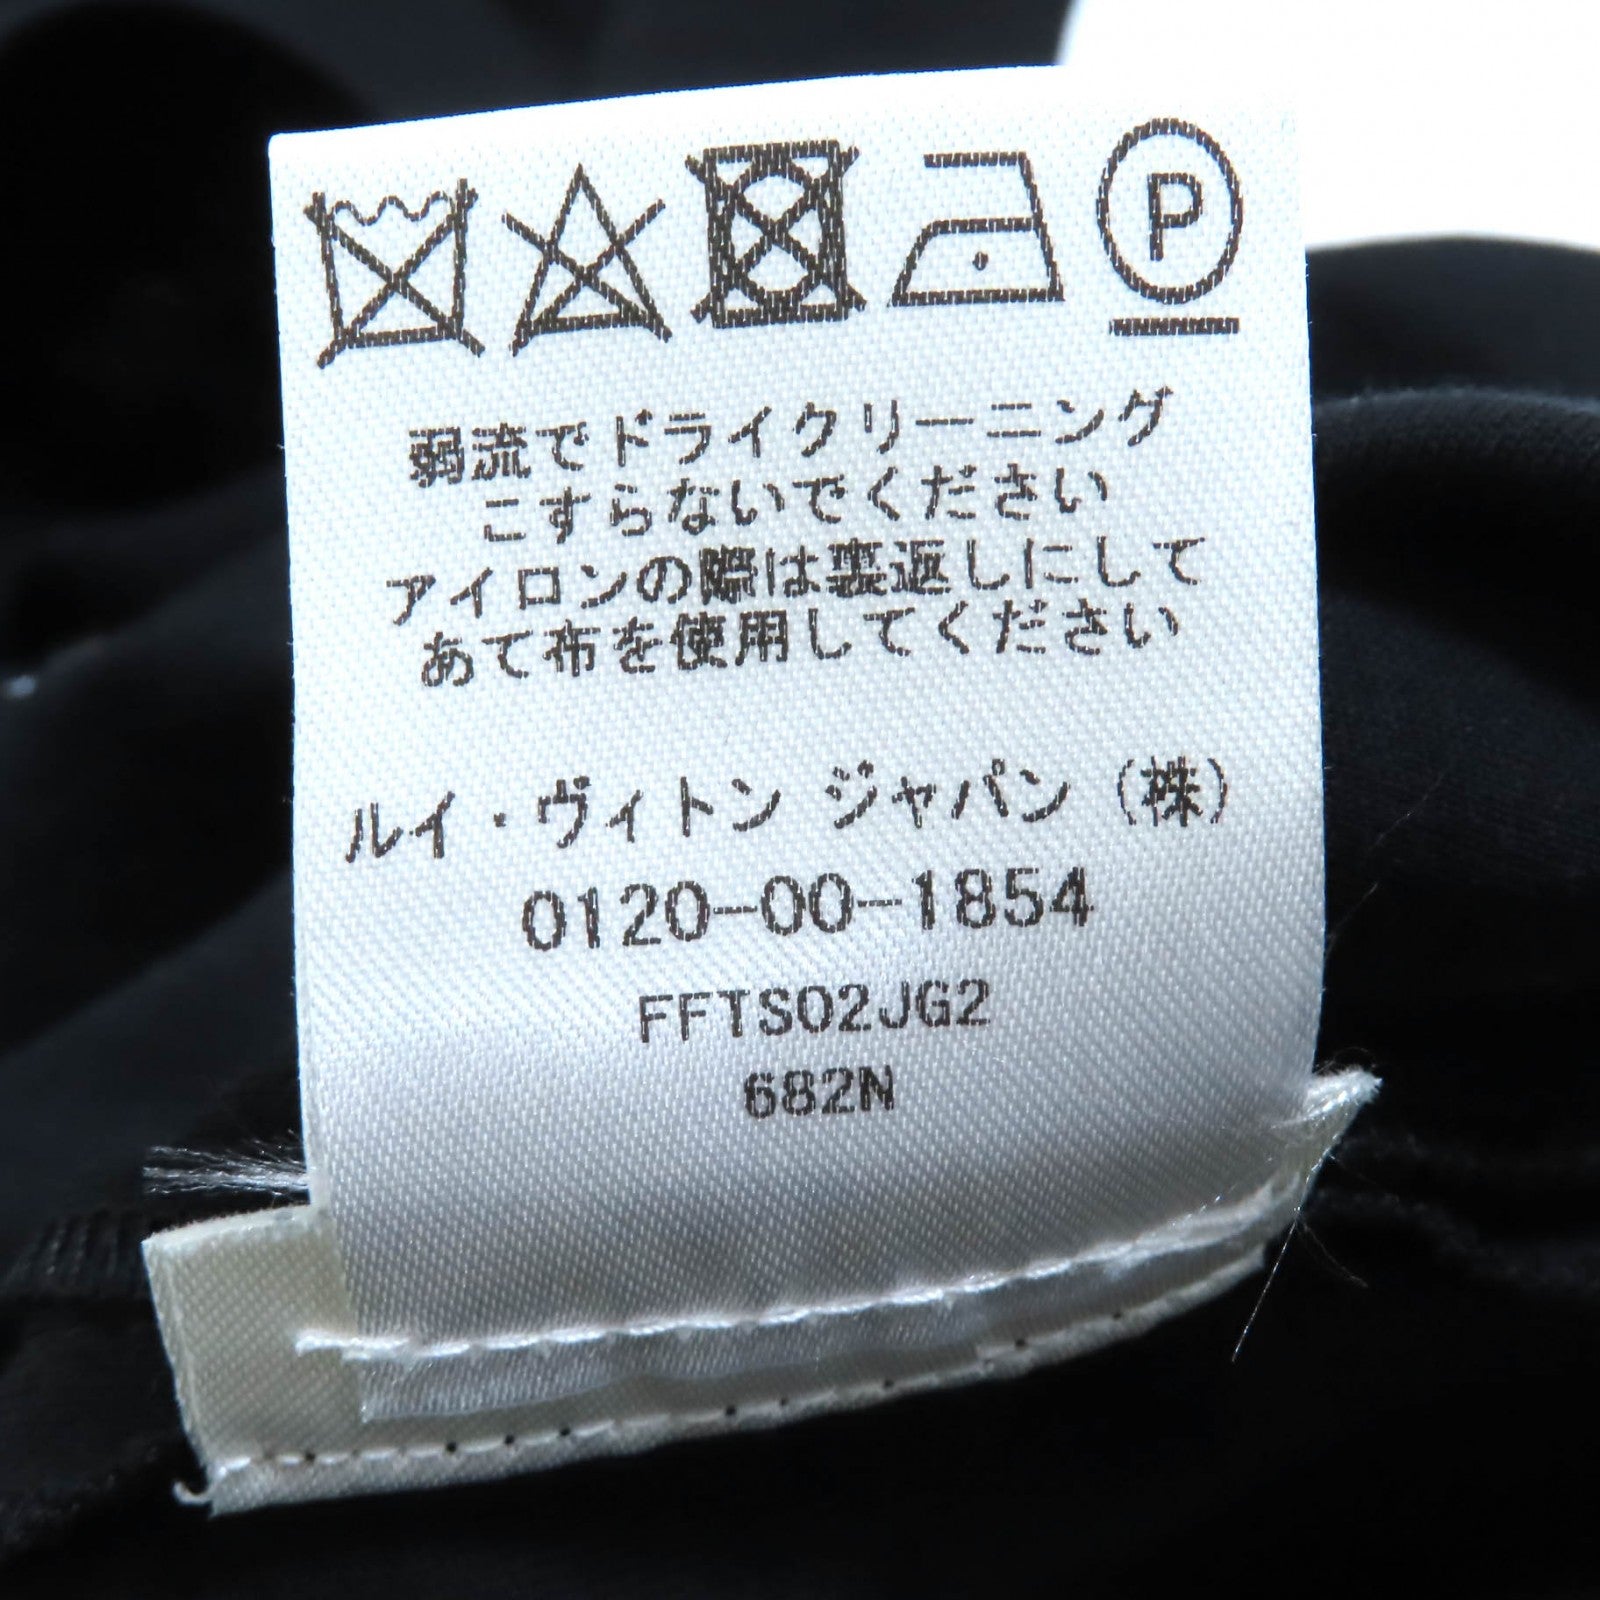 P
弱流でドライクリーニング
こすらないでください
アイロンの際は裏返しにして
あて布を使用してください
ルイ・ヴィトン ジャパン (株)
0120-00-1854
FFTS02JG2
682N